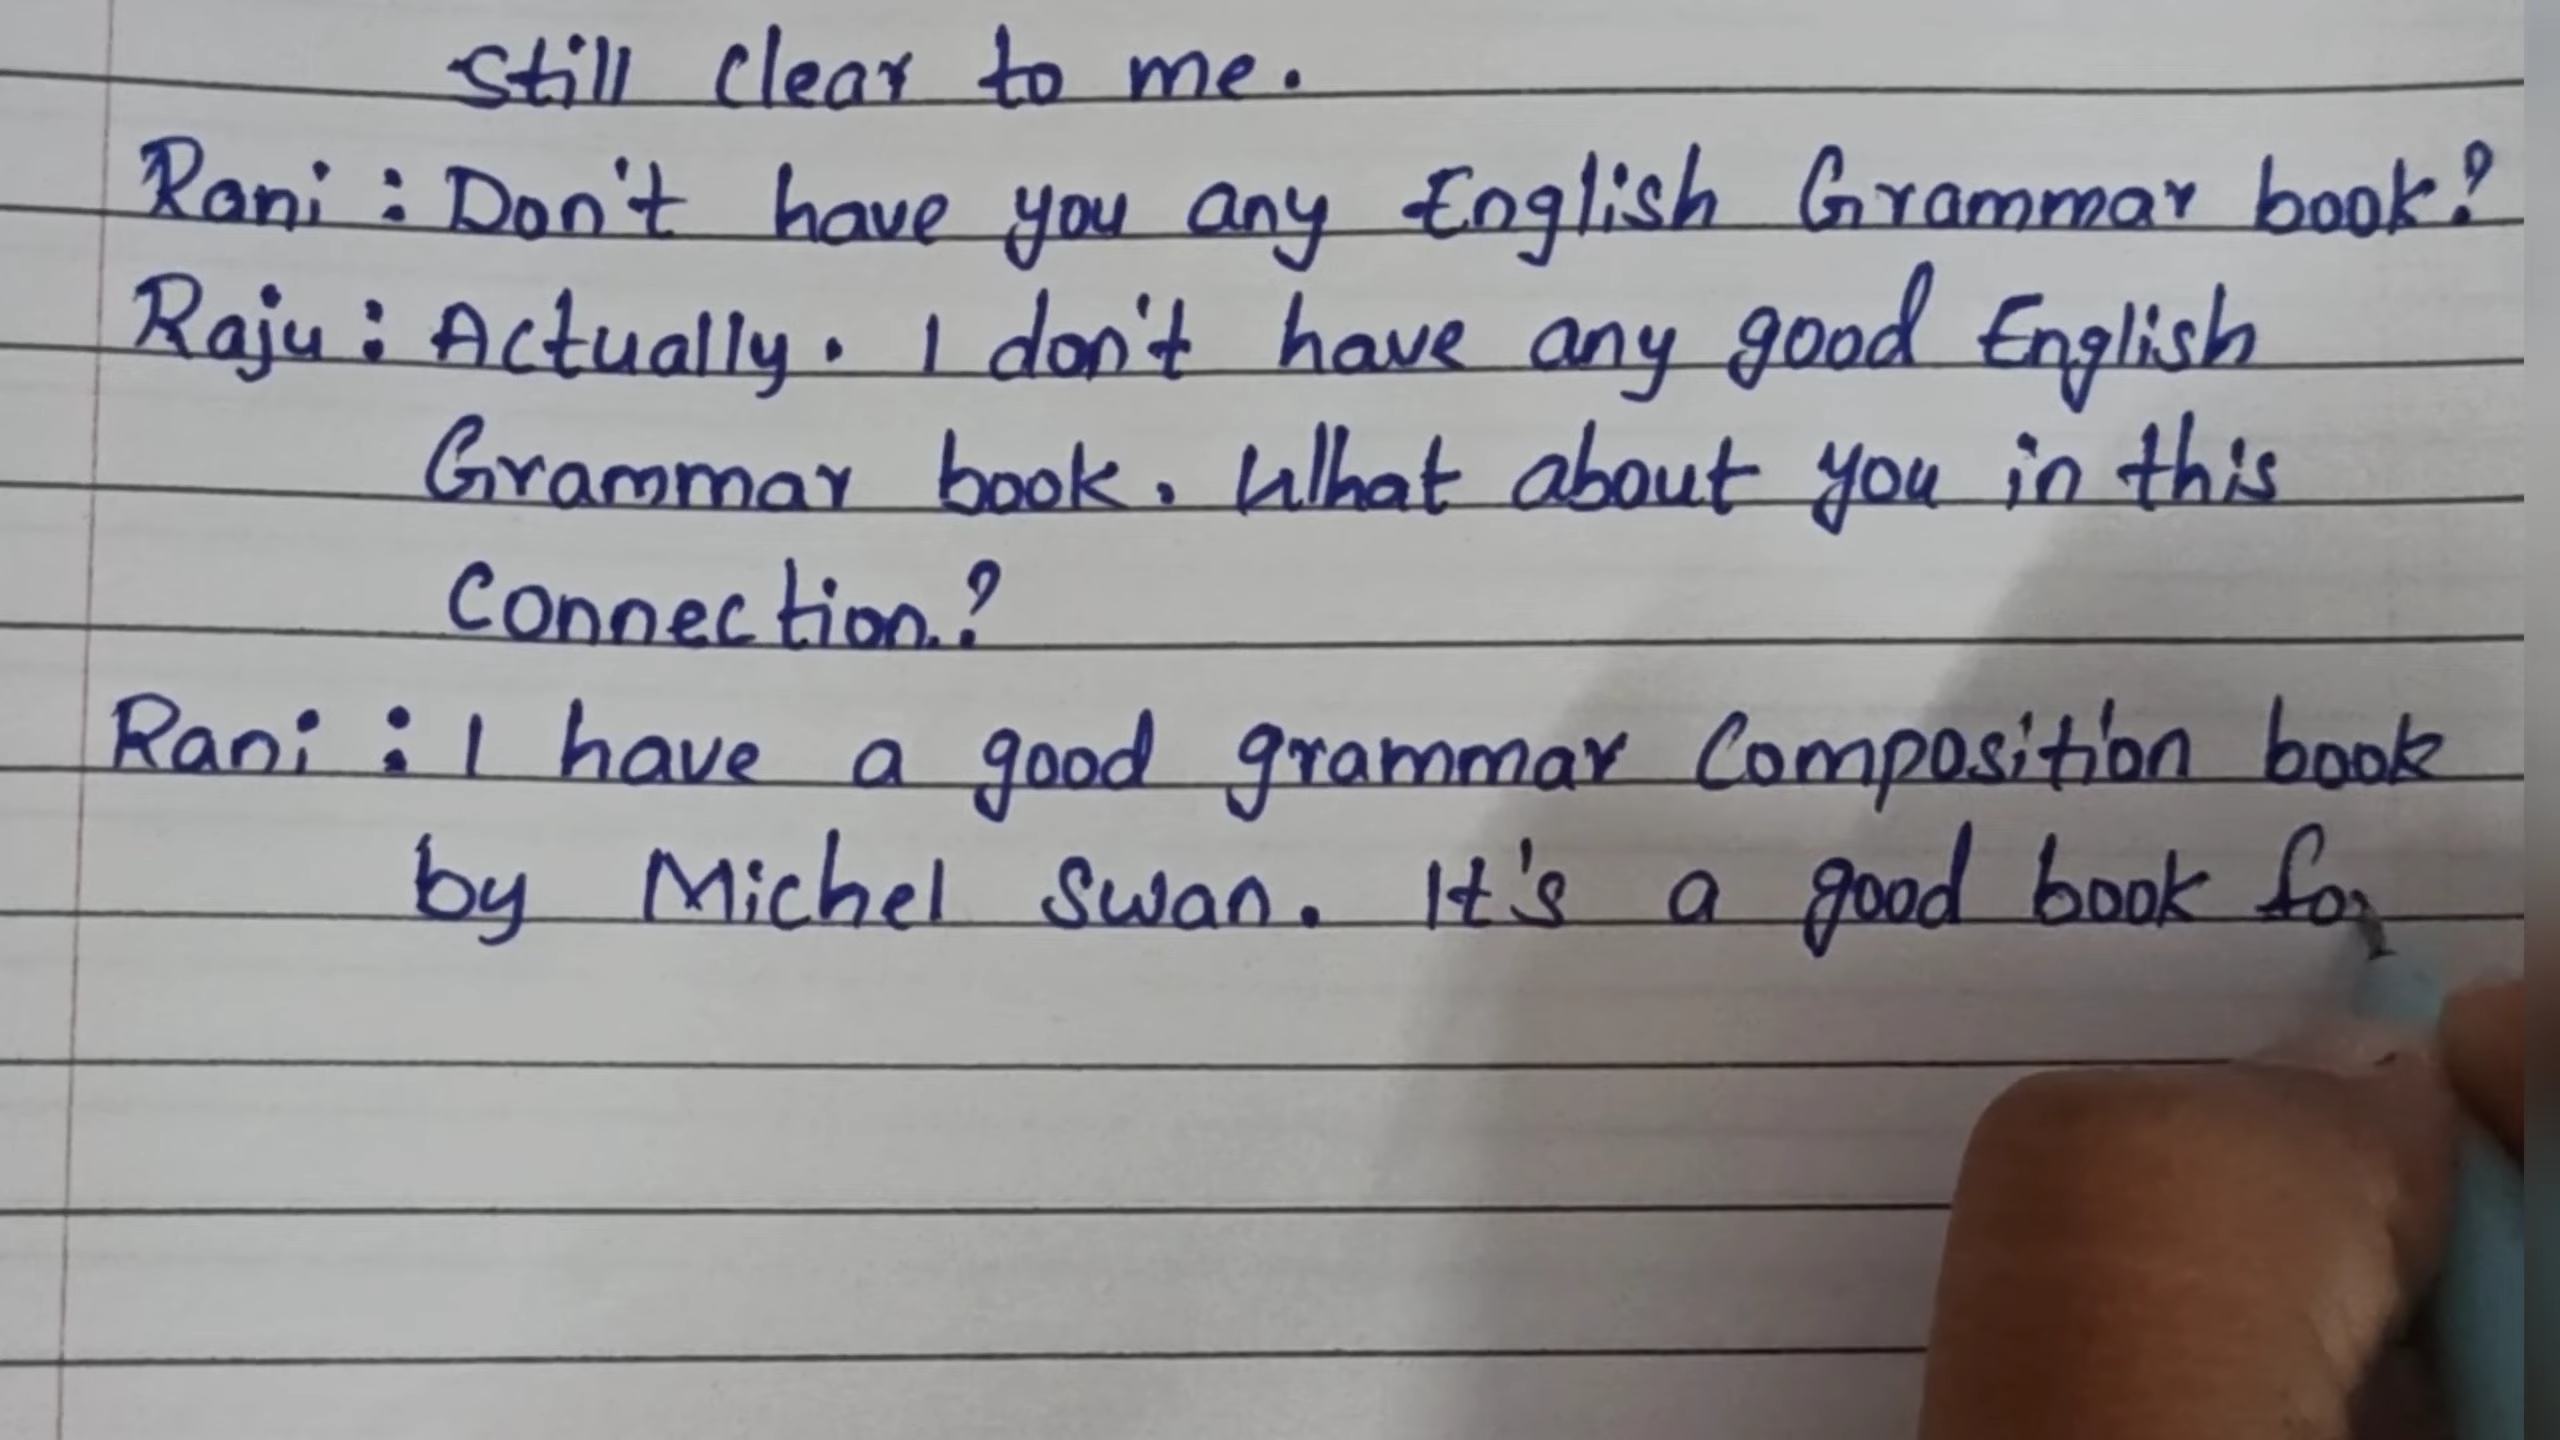 Still clear to me.
Rani : Don't have you any English Grammar book?
Raju : Actually. I don't have any good English
Grammar book. What about you in this
Connection.?
Rani : I have a good grammar Composition book
by Michel Swan. It's a good book for